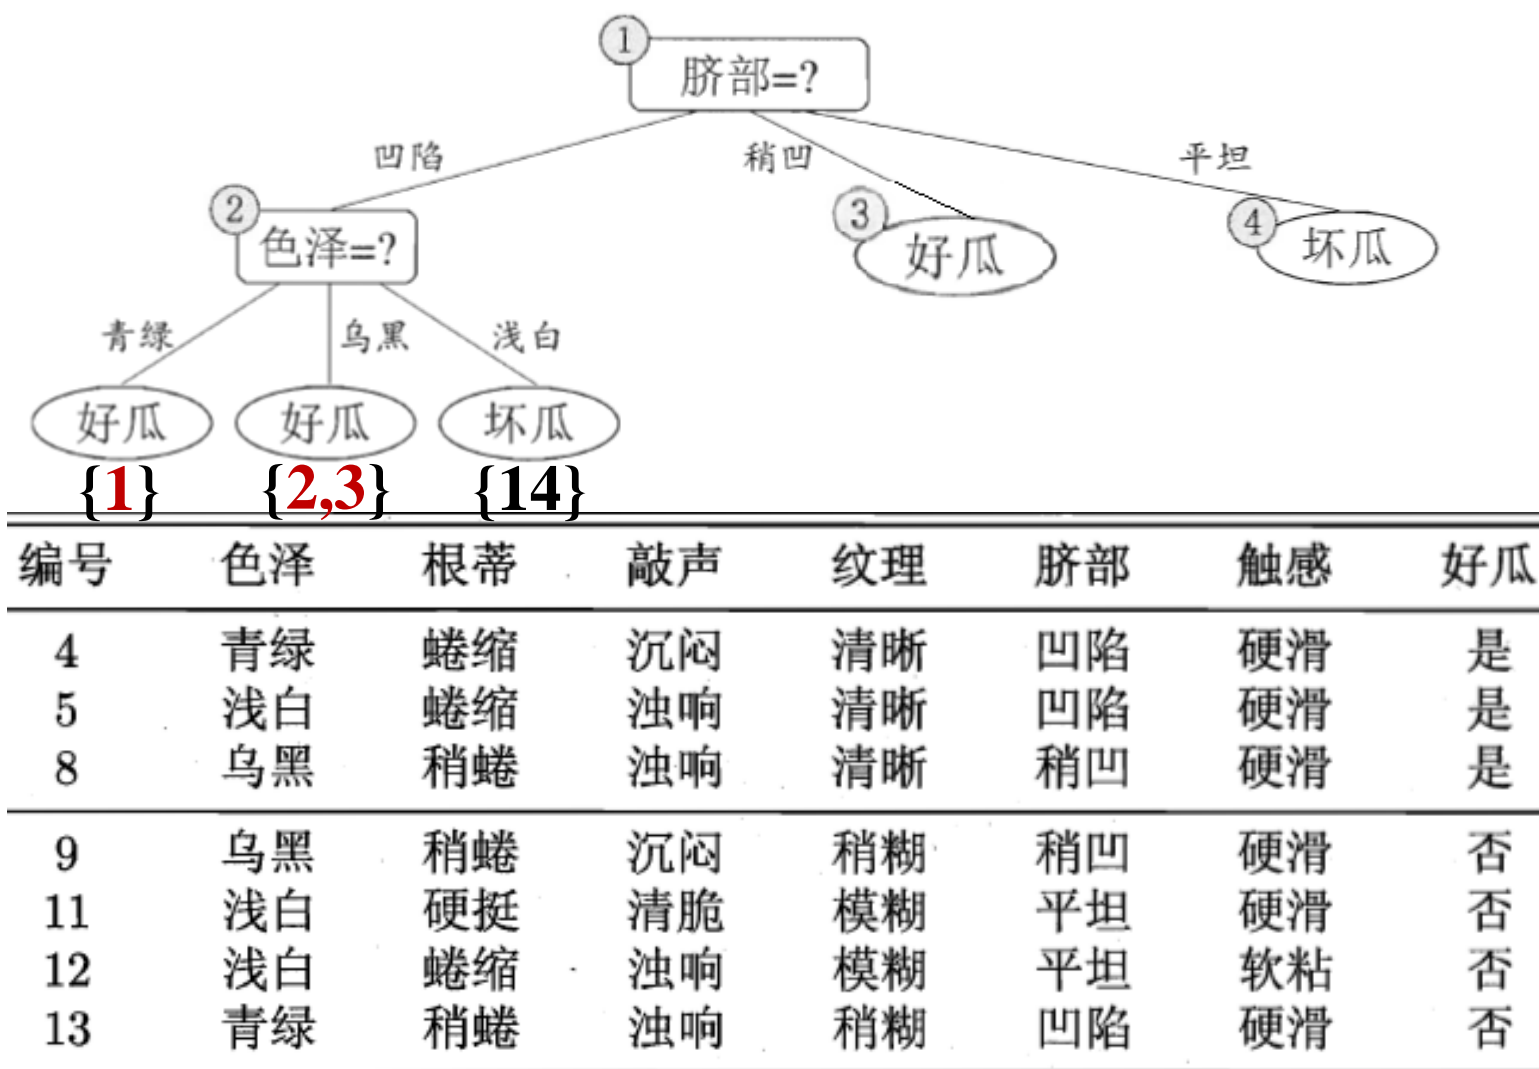 1
脐部=?
凹陷 稍凹 平坦
2 3 4
色泽=? 好瓜 坏瓜
青绿 乌黑 浅白
好瓜 好瓜 坏瓜
{1} {2,3} {14}
编号 色泽 根蒂 敲声 纹理 脐部 触感 好瓜
4 青绿 蜷缩 沉闷 清晰 凹陷 硬滑 是
5 浅白 蜷缩 浊响 清晰 凹陷 硬滑 是
8 乌黑 稍蜷 浊响 清晰 稍凹 硬滑 是
9 乌黑 稍蜷 沉闷 稍糊 稍凹 硬滑 否
11 浅白 硬挺 清脆 模糊 平坦 硬滑 否
12 浅白 蜷缩 浊响 模糊 平坦 软粘 否
13 青绿 稍蜷 浊响 稍糊 凹陷 硬滑 否